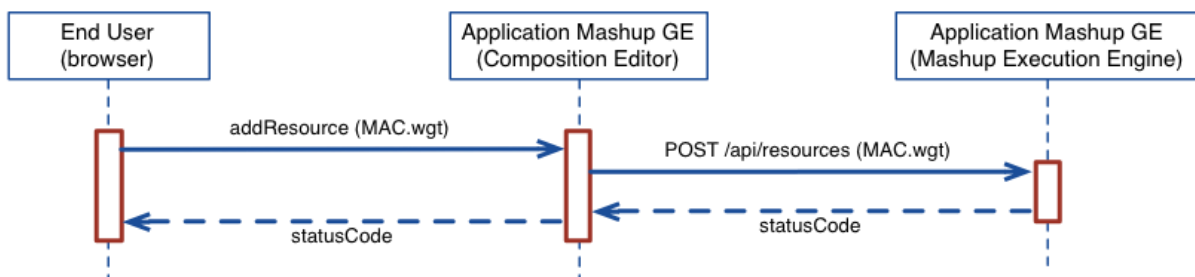 End User
(browser)
Application Mashup GE
(Composition Editor)
Application Mashup GE
(Mashup Execution Engine)
addResource (MAC.wgt)
POST /api/resources (MAC.wgt)
statusCode
statusCode